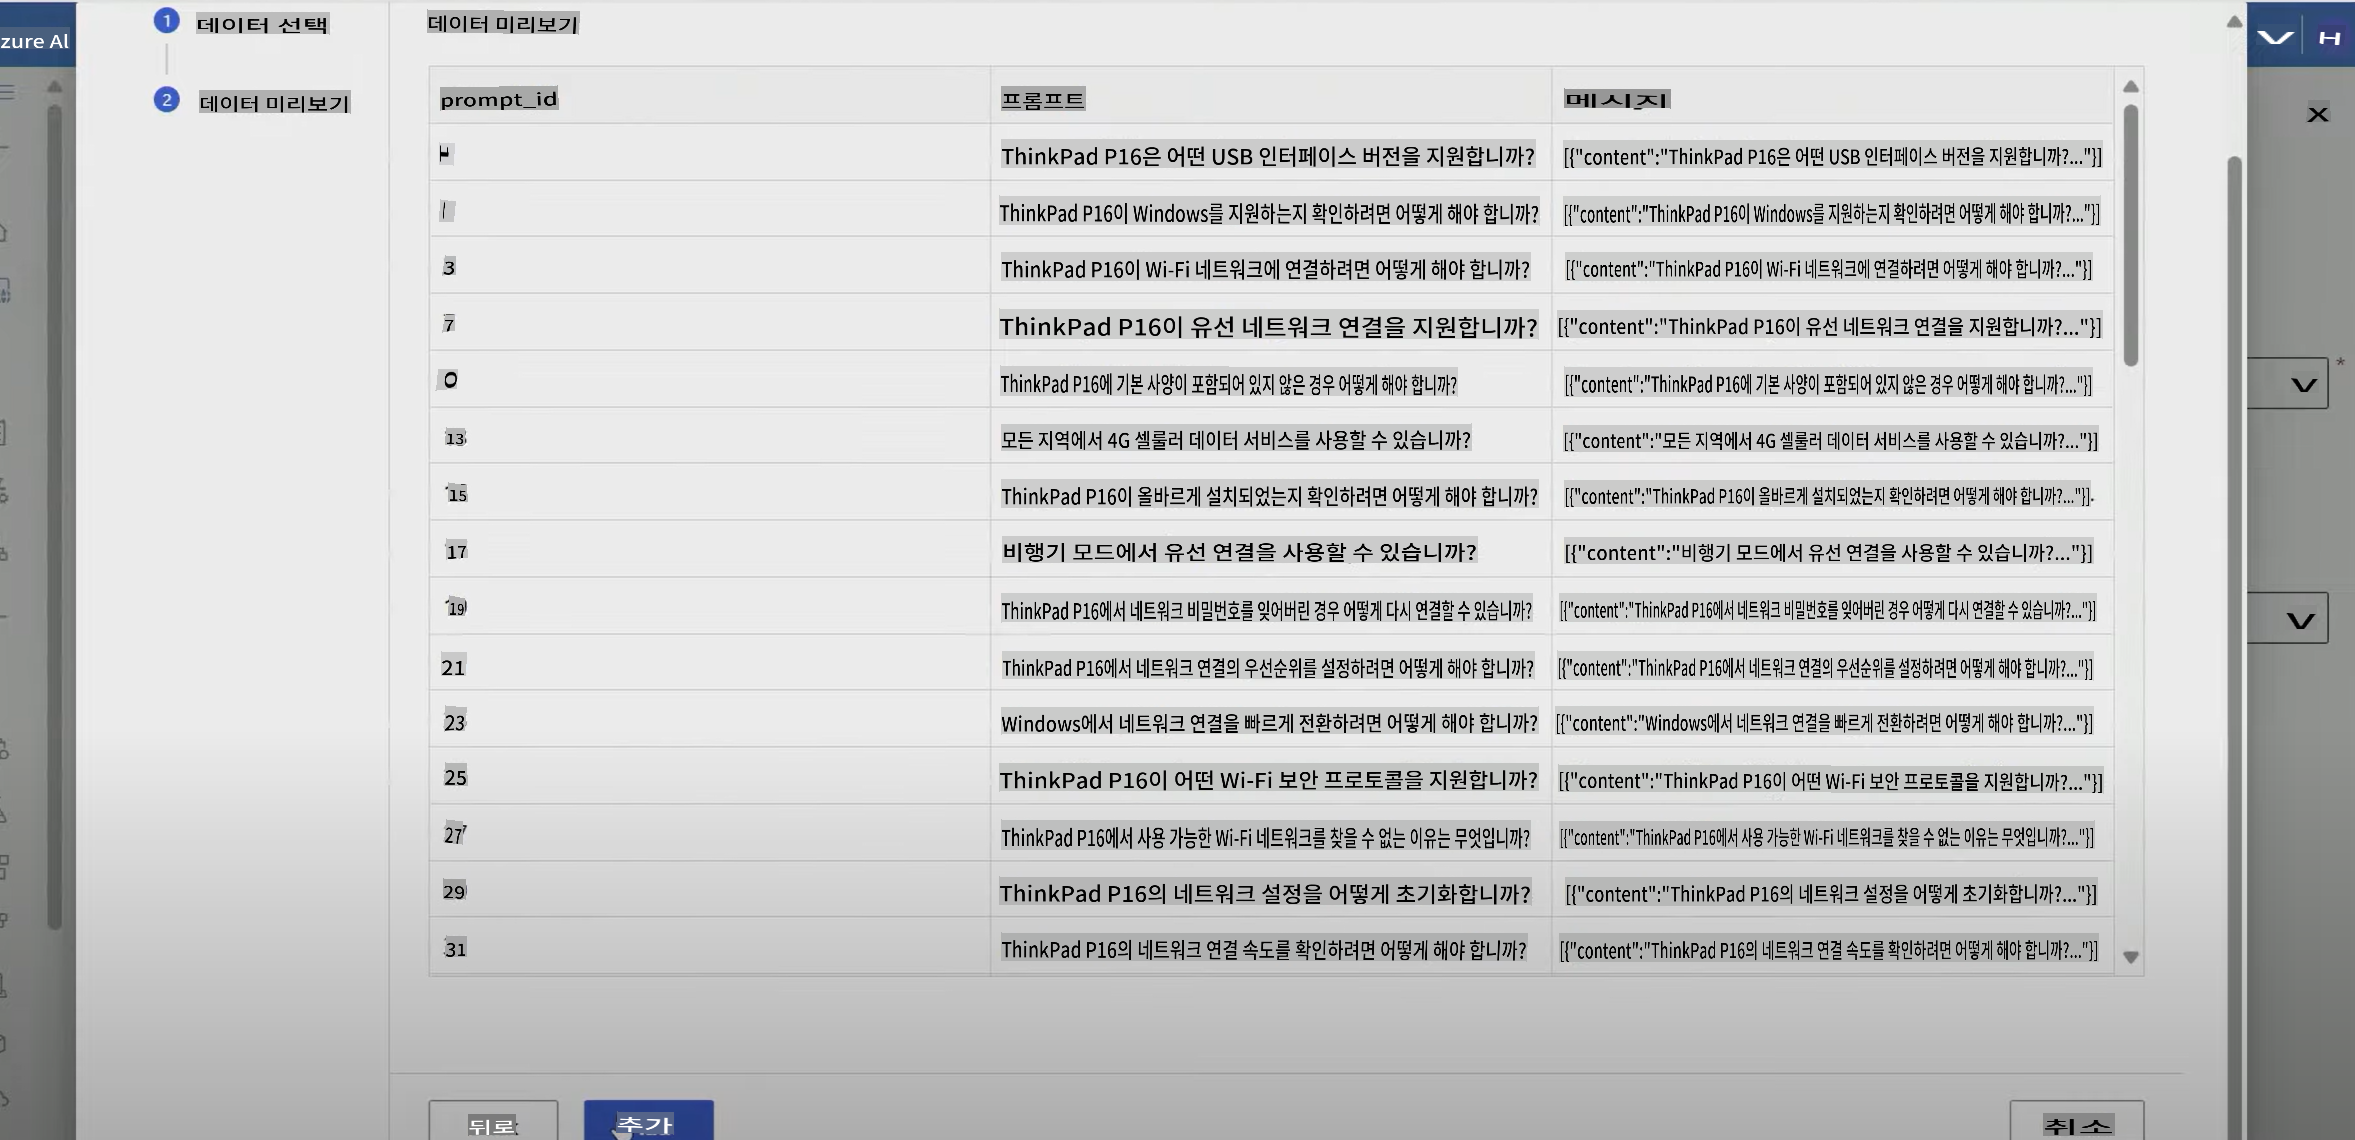 zure AI
1 데이터 선택
2 데이터 미리보기
데이터 미리보기
prompt_id 프롬프트 메시지
ThinkPad P16은 어떤 USB 인터페이스 버전을 지원합니까? [{"content":"ThinkPad P16은 어떤 USB 인터페이스 버전을 지원합니까?..."}]
ThinkPad P16이 Windows를 지원하는지 확인하려면 어떻게 해야 합니까? [{"content":"ThinkPad P16이 Windows를 지원하는지 확인하려면 어떻게 해야 합니까?..."}]
3 ThinkPad P16이 Wi-Fi 네트워크에 연결하려면 어떻게 해야 합니까? [{"content":"ThinkPad P16이 Wi-Fi 네트워크에 연결하려면 어떻게 해야 합니까?..."}]
7 ThinkPad P16이 유선 네트워크 연결을 지원합니까? [{"content":"ThinkPad P16이 유선 네트워크 연결을 지원합니까?..."}]
O ThinkPad P16에 기본 사양이 포함되어 있지 않은 경우 어떻게 해야 합니까? [{"content":"ThinkPad P16에 기본 사양이 포함되어 있지 않은 경우 어떻게 해야 합니까?..."}]
13 모든 지역에서 4G 셀룰러 데이터 서비스를 사용할 수 있습니까? [{"content":"모든 지역에서 4G 셀룰러 데이터 서비스를 사용할 수 있습니까?..."}]
15 ThinkPad P16이 올바르게 설치되었는지 확인하려면 어떻게 해야 합니까? [{"content":"ThinkPad P16이 올바르게 설치되었는지 확인하려면 어떻게 해야 합니까?..."}]
17 비행기 모드에서 유선 연결을 사용할 수 있습니까? [{"content":"비행기 모드에서 유선 연결을 사용할 수 있습니까?..."}]
19 ThinkPad P16에서 네트워크 비밀번호를 잊어버린 경우 어떻게 다시 연결할 수 있습니까? [{"content":"ThinkPad P16에서 네트워크 비밀번호를 잊어버린 경우 어떻게 다시 연결할 수 있습니까?..."}]
21 ThinkPad P16에서 네트워크 연결의 우선순위를 설정하려면 어떻게 해야 합니까? [{"content":"ThinkPad P16에서 네트워크 연결의 우선순위를 설정하려면 어떻게 해야 합니까?..."}]
23 Windows에서 네트워크 연결을 빠르게 전환하려면 어떻게 해야 합니까? [{"content":"Windows에서 네트워크 연결을 빠르게 전환하려면 어떻게 해야 합니까?..."}]
25 ThinkPad P16이 어떤 Wi-Fi 보안 프로토콜을 지원합니까? [{"content":"ThinkPad P16이 어떤 Wi-Fi 보안 프로토콜을 지원합니까?..."}]
27 ThinkPad P16에서 사용 가능한 Wi-Fi 네트워크를 찾을 수 없는 이유는 무엇입니까? [{"content":"ThinkPad P16에서 사용 가능한 Wi-Fi 네트워크를 찾을 수 없는 이유는 무엇입니까?..."}]
29 ThinkPad P16의 네트워크 설정을 어떻게 초기화합니까? [{"content":"ThinkPad P16의 네트워크 설정을 어떻게 초기화합니까?..."}]
31 ThinkPad P16의 네트워크 연결 속도를 확인하려면 어떻게 해야 합니까? [{"content":"ThinkPad P16의 네트워크 연결 속도를 확인하려면 어떻게 해야 합니까?..."}]
뒤로 추가 취소